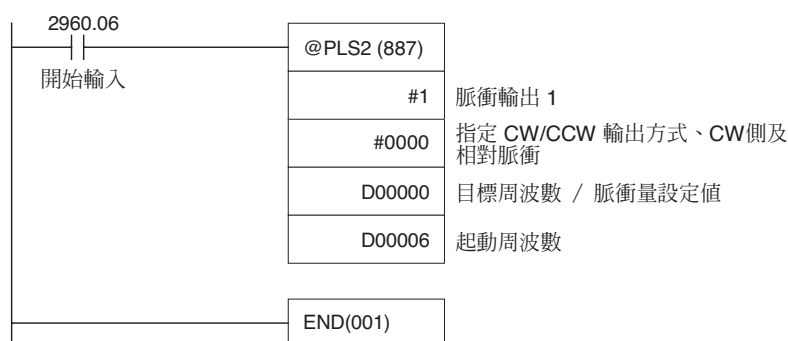 2960.06
開始輸入
@PLS2 (887)
#1 脈衝輸出 1
#0000 指定 CW/CCW 輸出方式、CW側及
相對脈衝
D00000 目標周波數 / 脈衝量設定值
D00006 起動周波數
END(001)